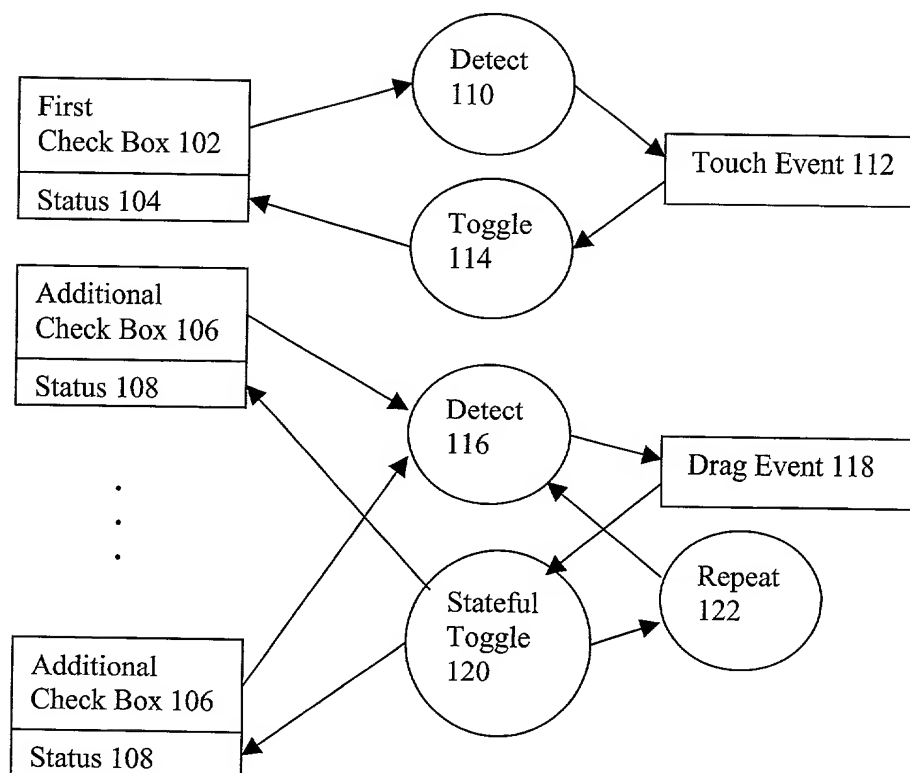 First
Check Box 102
Status 104
Detect
110
Touch Event 112
Toggle
114
Additional
Check Box 106
Status 108
Detect
116
Drag Event 118
Stateful
Toggle
120
Repeat
122
Additional
Check Box 106
Status 108